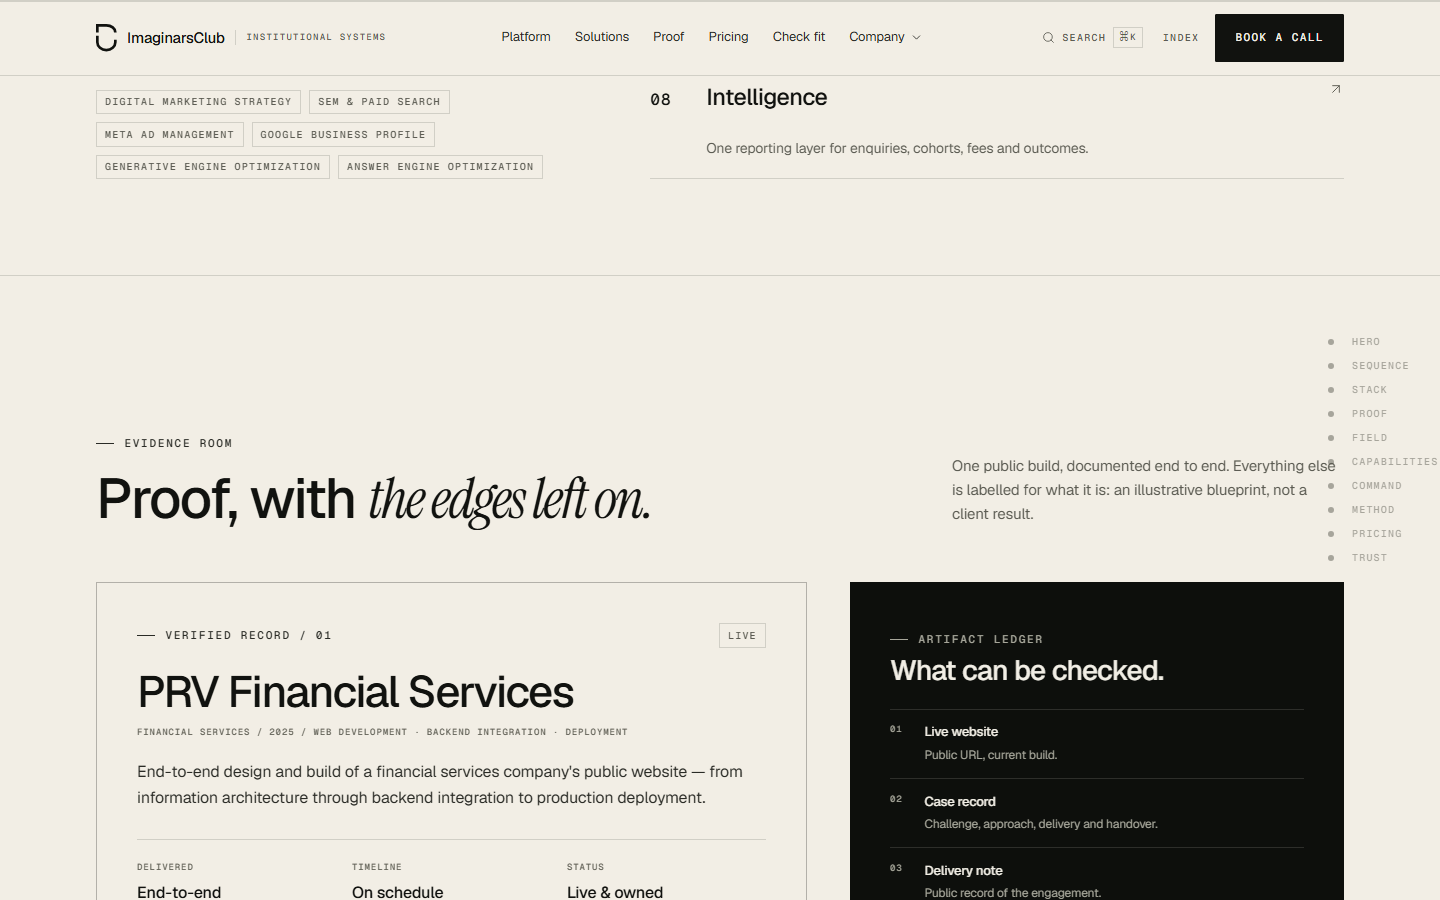 ImaginarsClub
INSTITUTIONAL SYSTEMS
Platform
Solutions
Proof
Pricing
Check fit
Company
SEARCH ⌘K
INDEX
BOOK A CALL
DIGITAL MARKETING STRATEGY
SEM & PAID SEARCH
META AD MANAGEMENT
GOOGLE BUSINESS PROFILE
GENERATIVE ENGINE OPTIMIZATION
ANSWER ENGINE OPTIMIZATION
08
Intelligence
One reporting layer for enquiries, cohorts, fees and outcomes.
HERO
SEQUENCE
STACK
PROOF
FIELD
CAPABILITIES
COMMAND
METHOD
PRICING
TRUST
EVIDENCE ROOM
Proof, with the edges left on.
One public build, documented end to end. Everything else
is labelled for what it is: an illustrative blueprint, not a
client result.
VERIFIED RECORD / 01
LIVE
PRV Financial Services
FINANCIAL SERVICES / 2025 / WEB DEVELOPMENT · BACKEND INTEGRATION · DEPLOYMENT
End-to-end design and build of a financial services company's public website — from
information architecture through backend integration to production deployment.
DELIVERED
End-to-end
TIMELINE
On schedule
STATUS
Live & owned
ARTIFACT LEDGER
What can be checked.
01
Live website
Public URL, current build.
02
Case record
Challenge, approach, delivery and handover.
03
Delivery note
Public record of the engagement.